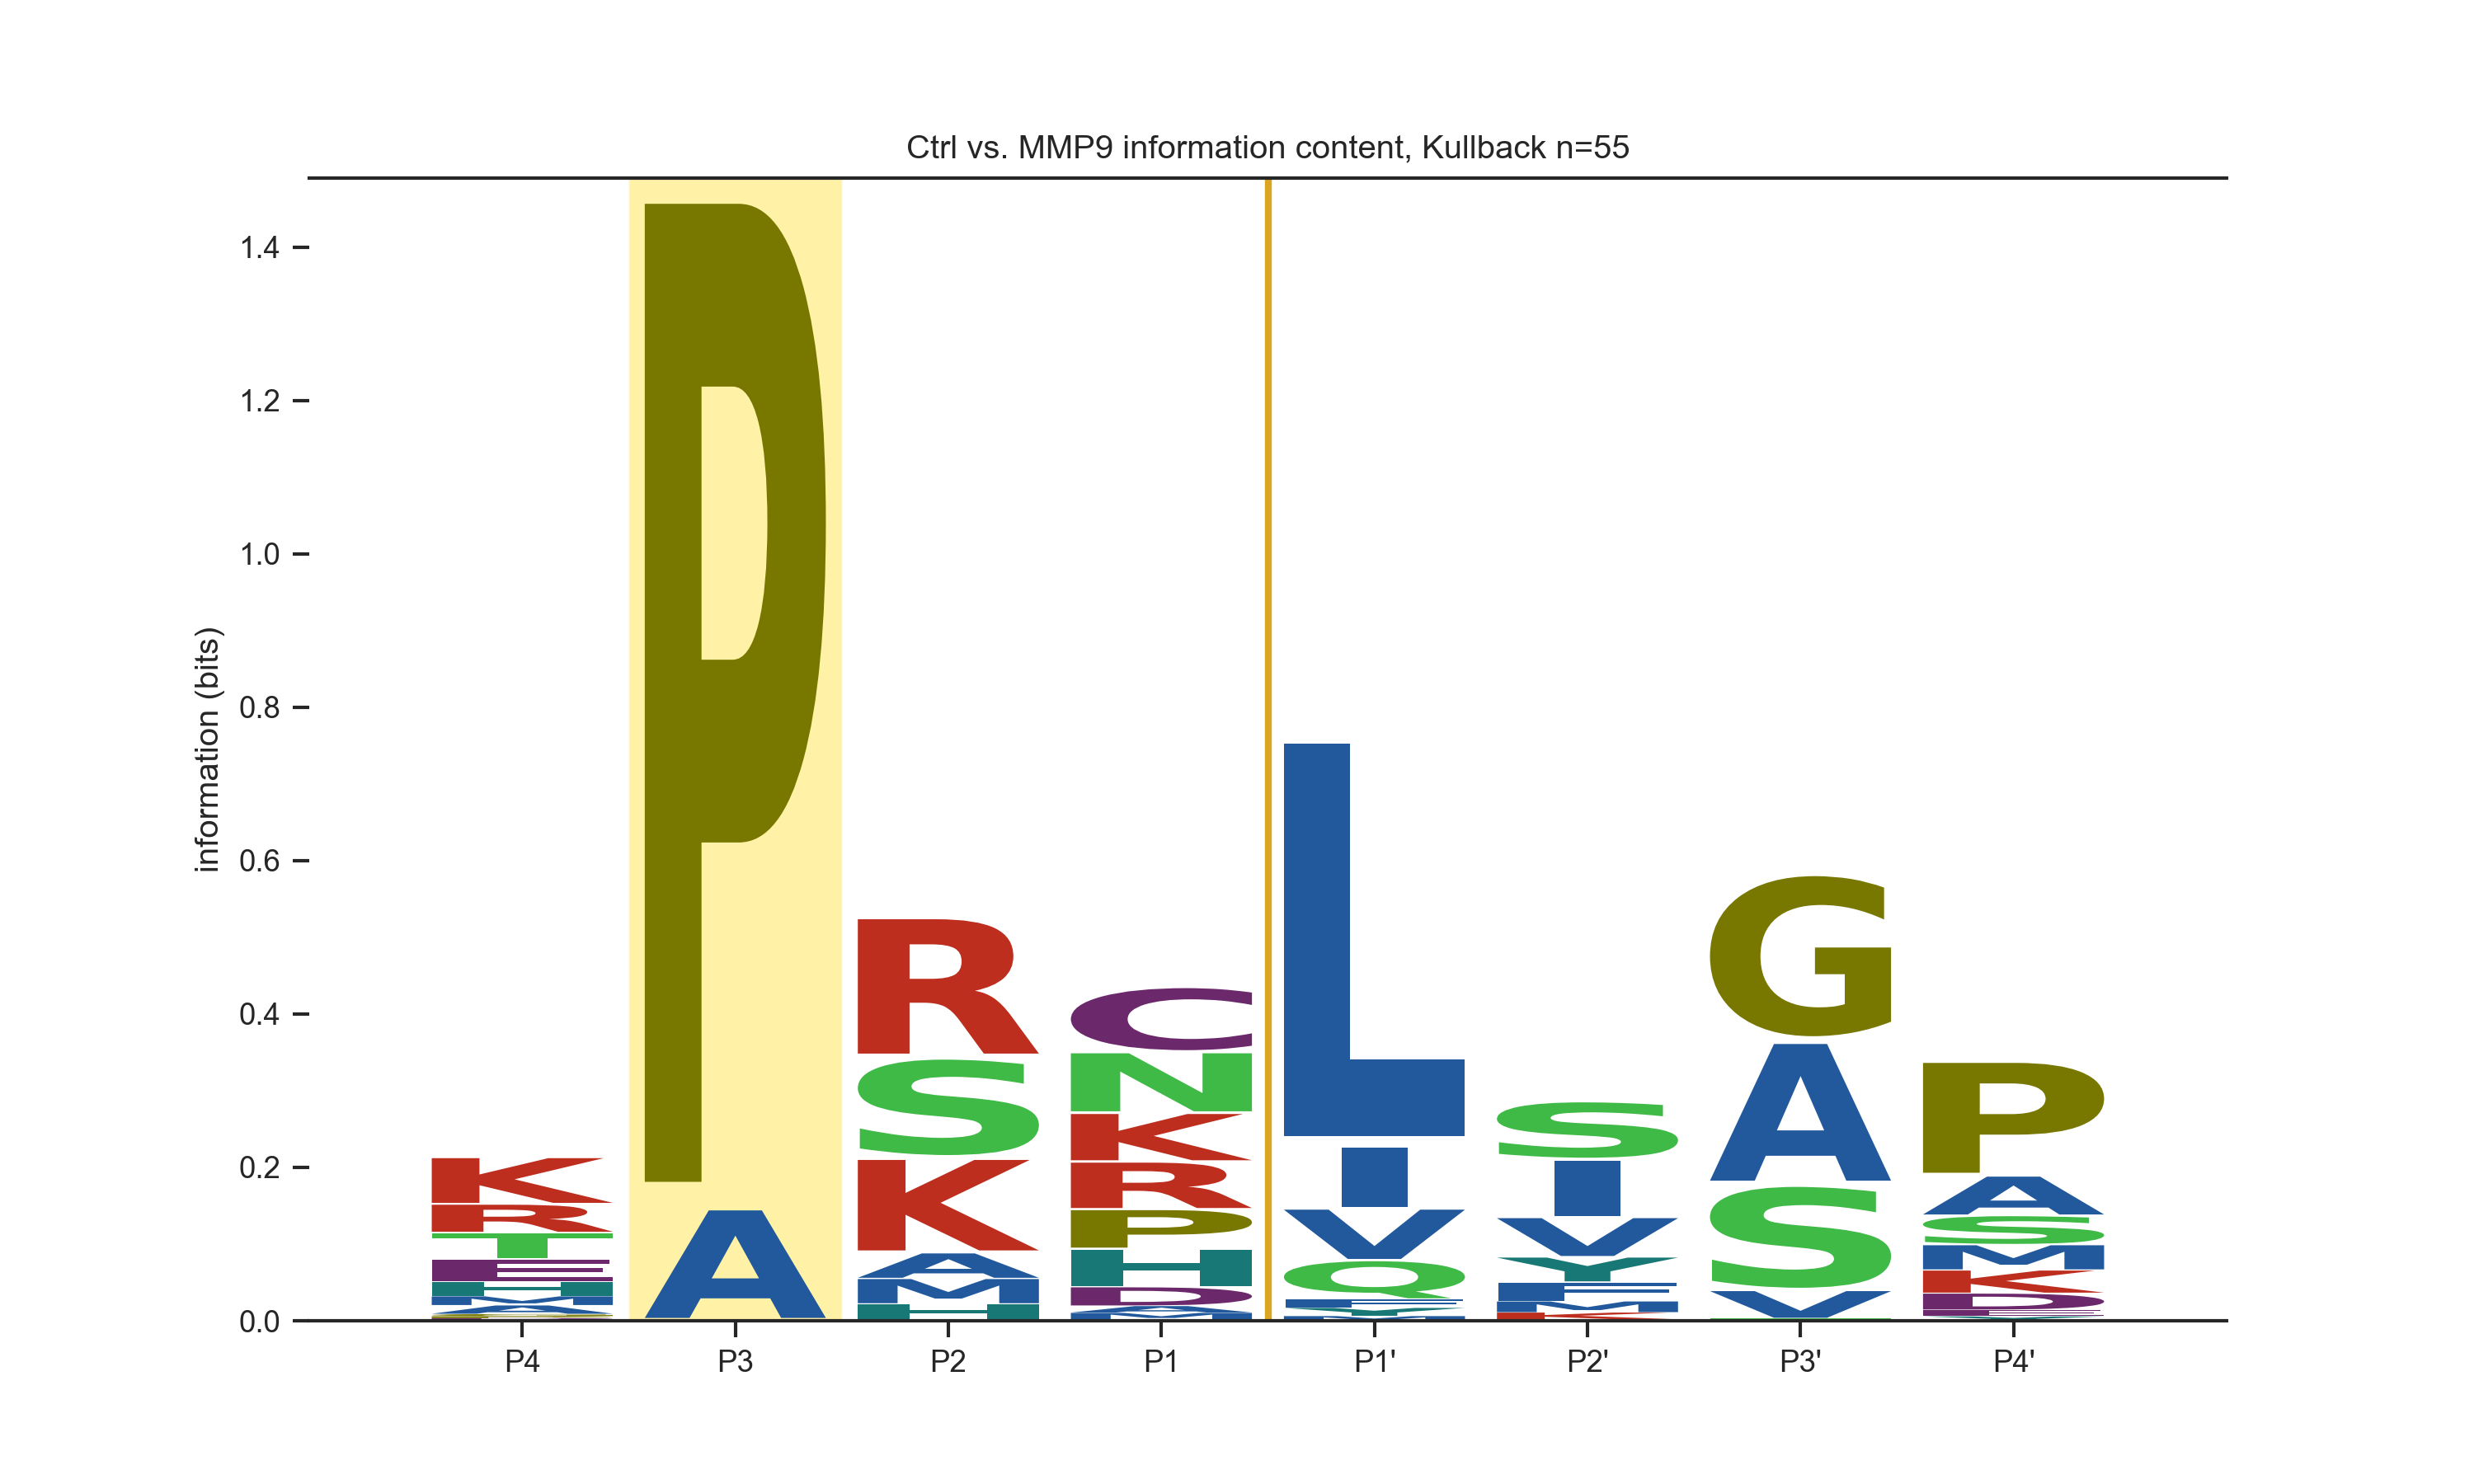 Ctrl vs. MMP9 information content, Kullback n=55
information (bits)
1.4
1.2
1.0
0.8
0.6
0.4
0.2
0.0
P4
P3
P2
P1
P1'
P2'
P3'
P4'
K
R
T
E
H
P
A
R
S
K
A
M
H
C
N
K
R
P
H
D
L
I
V
Q
S
I
V
Y
F
M
G
A
S
V
P
A
S
M
K
D